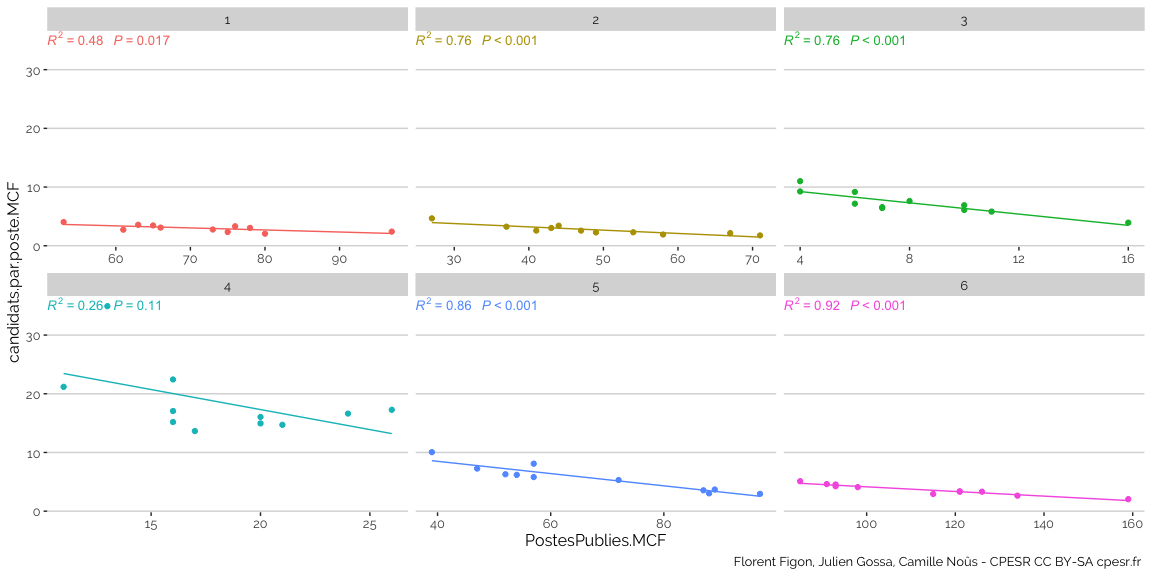 1 2 3
R² = 0.48 P = 0.017 R² = 0.76 P < 0.001 R² = 0.76 P < 0.001
30
20
10
0
60 70 80 90 30 40 50 60 70 4 8 12 16
4 5 6
R² = 0.26 P = 0.11 R² = 0.86 P < 0.001 R² = 0.92 P < 0.001
30
20
10
0
15 20 25 40 60 80 100 120 140 160
candidats.par.poste.MCF
PostesPublies.MCF
Florent Figon, Julien Gossa, Camille Noûs - CPESR CC BY-SA cpesr.fr